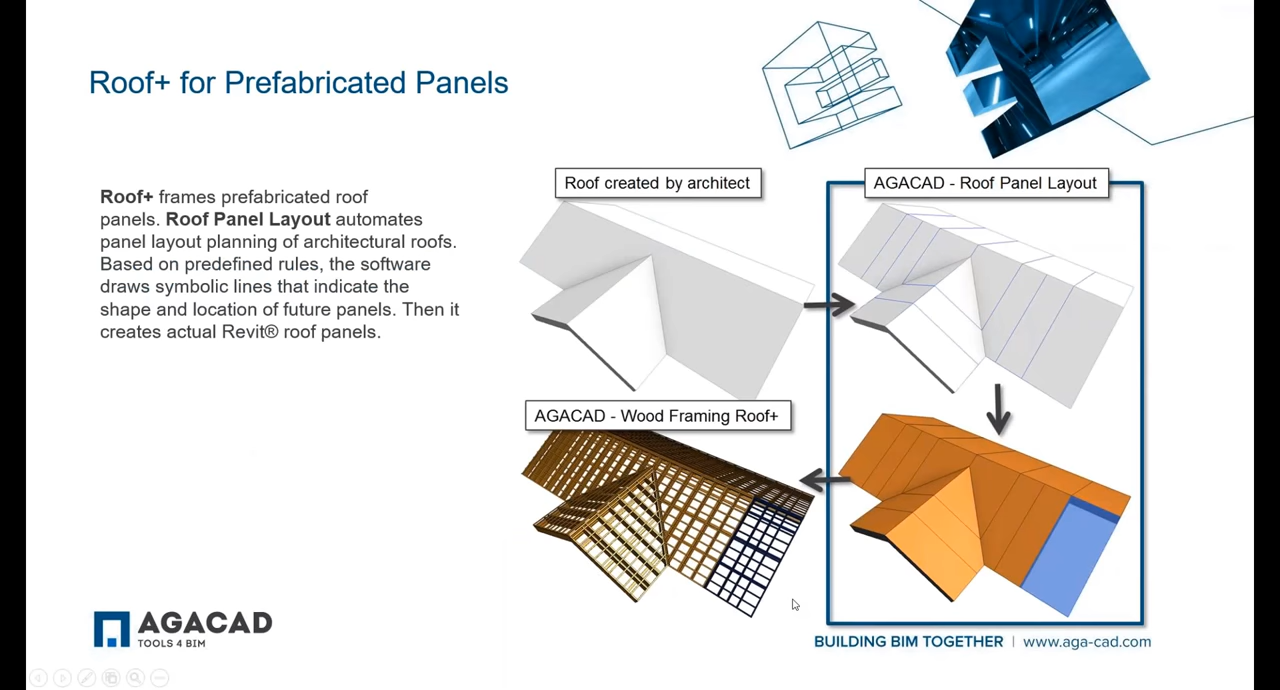 Roof+ for Prefabricated Panels
Roof+ frames prefabricated roof
panels. Roof Panel Layout automates
panel layout planning of architectural roofs.
Based on predefined rules, the software
draws symbolic lines that indicate the
shape and location of future panels. Then it
creates actual Revit® roof panels.
Roof created by architect
AGACAD - Roof Panel Layout
AGACAD - Wood Framing Roof+
AGACAD
TOOLS 4 BIM
BUILDING BIM TOGETHER | www.aga-cad.com